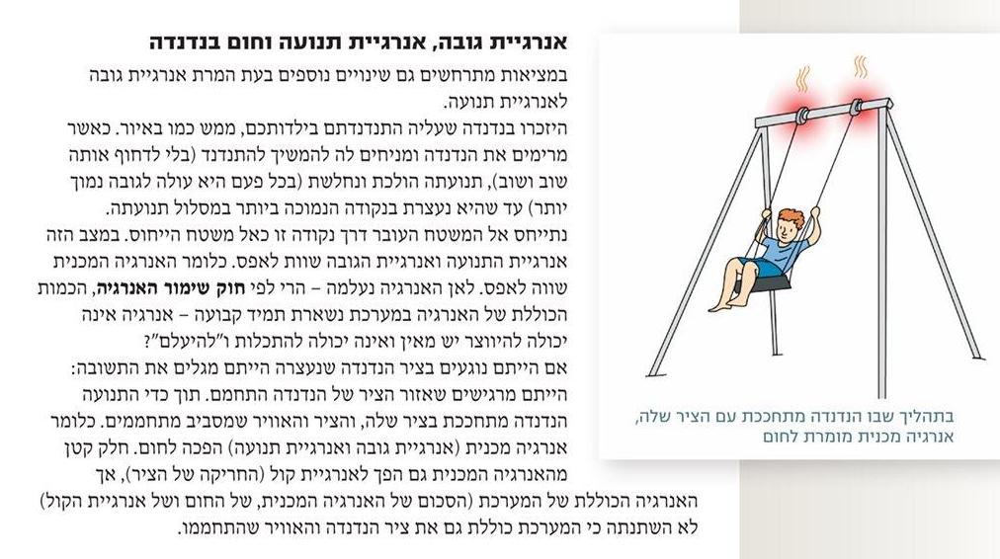 אנרגיית גובה, אנרגיית תנועה וחום בנדנדה
במציאות מתרחשים גם שינויים נוספים בעת המרת אנרגיית גובה
לאנרגיית תנועה.
היזכרו בנדנדה שעליה התנדנדתם בילדותכם, ממש כמו באיור. כאשר
מרימים את הנדנדה ומניחים לה להמשיך להתנדנד (בלי לדחוף אותה
שוב ושוב), תנועתה הולכת ונחלשת (בכל פעם היא עולה לגובה נמוך
יותר) עד שהיא נעצרת בנקודה הנמוכה ביותר במסלול תנועתה.
נתייחס אל המשטח העובר דרך נקודה זו כאל משטח הייחוס. במצב הזה
אנרגיית התנועה ואנרגיית הגובה שוות לאפס. כלומר האנרגיה המכנית
שווה לאפס. לאן האנרגיה נעלמה – הרי לפי חוק שימור האנרגיה, הכמות
הכוללת של האנרגיה במערכת נשארת תמיד קבועה – אנרגיה אינה
יכולה להיווצר יש מאין ואינה יכולה להתכלות ו"להיעלם"?
אם הייתם נוגעים בציר הנדנדה שנעצרה הייתם מגלים את התשובה:
הייתם מרגישים שאזור הציר של הנדנדה התחמם. תוך כדי התנועה
הנדנדה מתחככת בציר שלה, והציר והאוויר שמסביב מתחממים. כלומר
אנרגיה מכנית (אנרגיית גובה ואנרגיית תנועה) הפכה לחום. חלק קטן
מהאנרגיה המכנית גם הפך לאנרגיית קול (החריקה של הציר), אך
האנרגיה הכוללת של המערכת (הסכום של האנרגיה המכנית, של החום ושל אנרגיית הקול)
לא השתנתה כי המערכת כוללת גם את ציר הנדנדה והאוויר שהתחממו.
בתהליך שבו הנדנדה מתחככת עם הציר שלה,
אנרגיה מכנית מומרת לחום